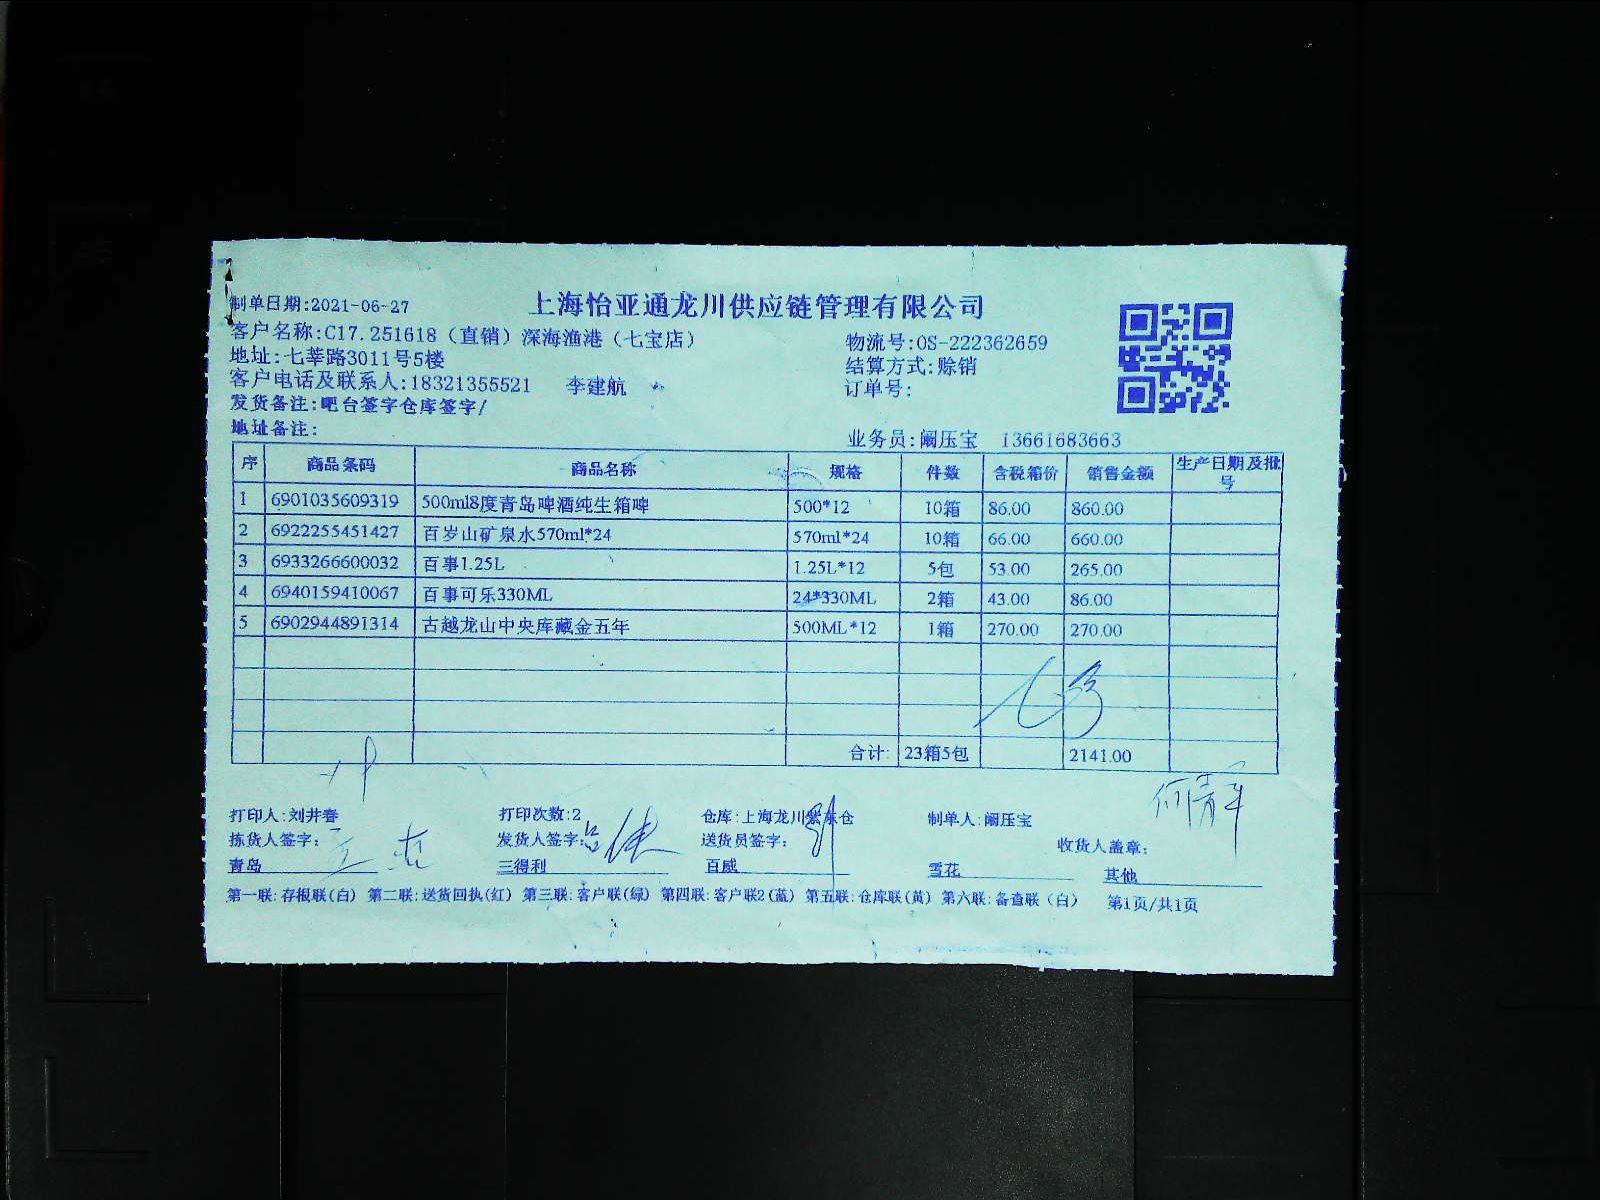 制单日期:2021-06-27
上海怡亚通龙川供应链管理有限公司
客户名称:C17.251618（直销）深海渔港（七宝店）
物流号:OS-222362659
地址:七莘路3011号5楼
结算方式:赊销
客户电话及联系人:18321355521 李建航
订单号:
发货备注:吧台签字仓库签字/
地址备注:
业务员:阚压宝 13661683663
序 商品条码 商品名称 规格 件数 含税箱价 销售金额 生产日期及批号
1 6901035609319 500ml8度青岛啤酒纯生箱啤 500*12 10箱 86.00 860.00
2 6922255451427 百岁山矿泉水570ml*24 570ml*24 10箱 66.00 660.00
3 6933266600032 百事1.25L 1.25L*12 5包 53.00 265.00
4 6940159410067 百事可乐330ML 24*330ML 2箱 43.00 86.00
5 6902944891314 古越龙山中央库藏金五年 500ML*12 1箱 270.00 270.00
合计: 23箱5包 2141.00
打印人:刘井春 打印次数:2 仓库:上海龙川 仓 制单人:阚压宝
拣货人签字: 发货人签字: 送货员签字: 收货人盖章:
青岛 三得利 百威 雪花 其他
第一联:存根联(白) 第二联:送货回执(红) 第三联:客户联(绿) 第四联:客户联2(蓝) 第五联:仓库联(黄) 第六联:备查联（白） 第1页/共1页